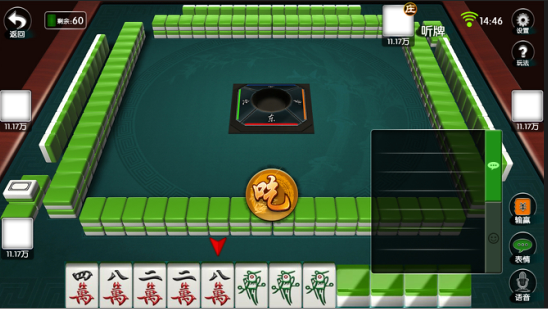 返回
剩余:60
庄
11.17万
听牌
14:46
设置
玩法
11.17万
11.17万
东
吃
11.17万
输赢
表情
语音
四 八 二 二 八
萬 萬 萬 萬 萬